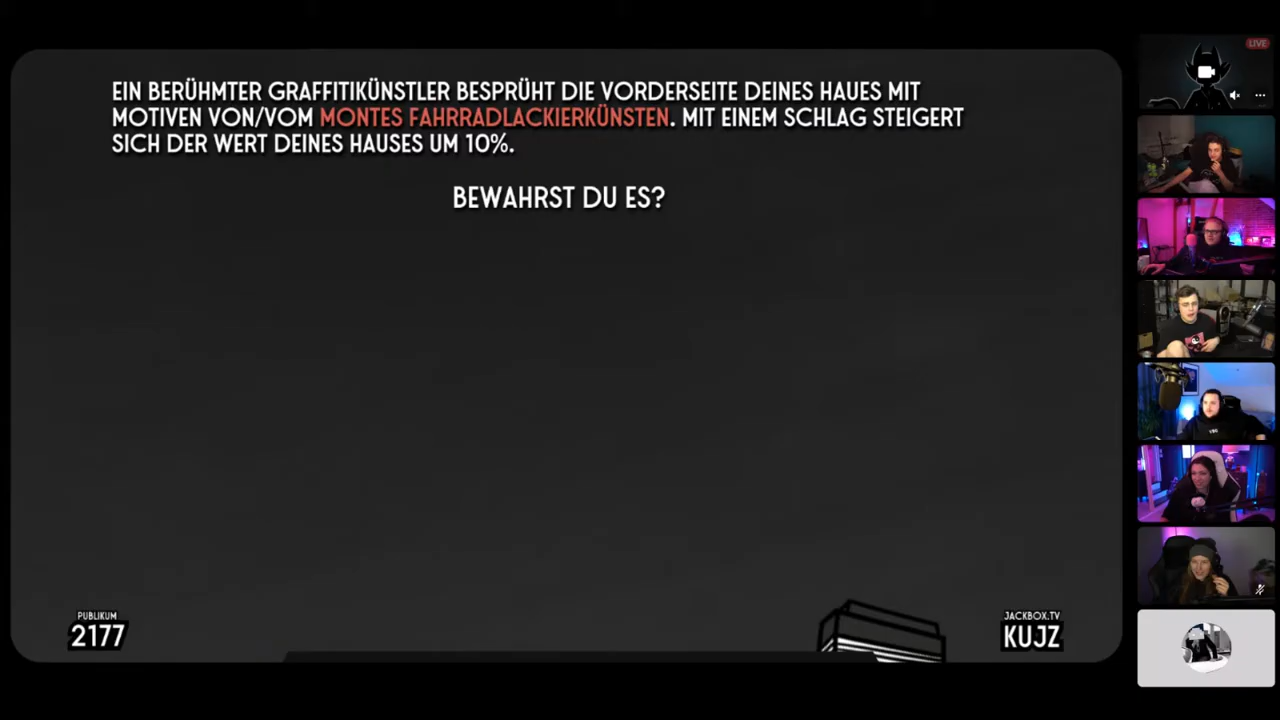 EIN BERÜHMTER GRAFFITIKÜNSTLER BESPRÜHT DIE VORDERSEITE DEINES HAUES MIT
MOTIVEN VON/VOM MONTES FAHRRADLACKIERKÜNSTEN. MIT EINEM SCHLAG STEIGERT
SICH DER WERT DEINES HAUSES UM 10%.
BEWAHRST DU ES?
PUBLIKUM
2177
JACKBOX.TV
KUJZ
LIVE